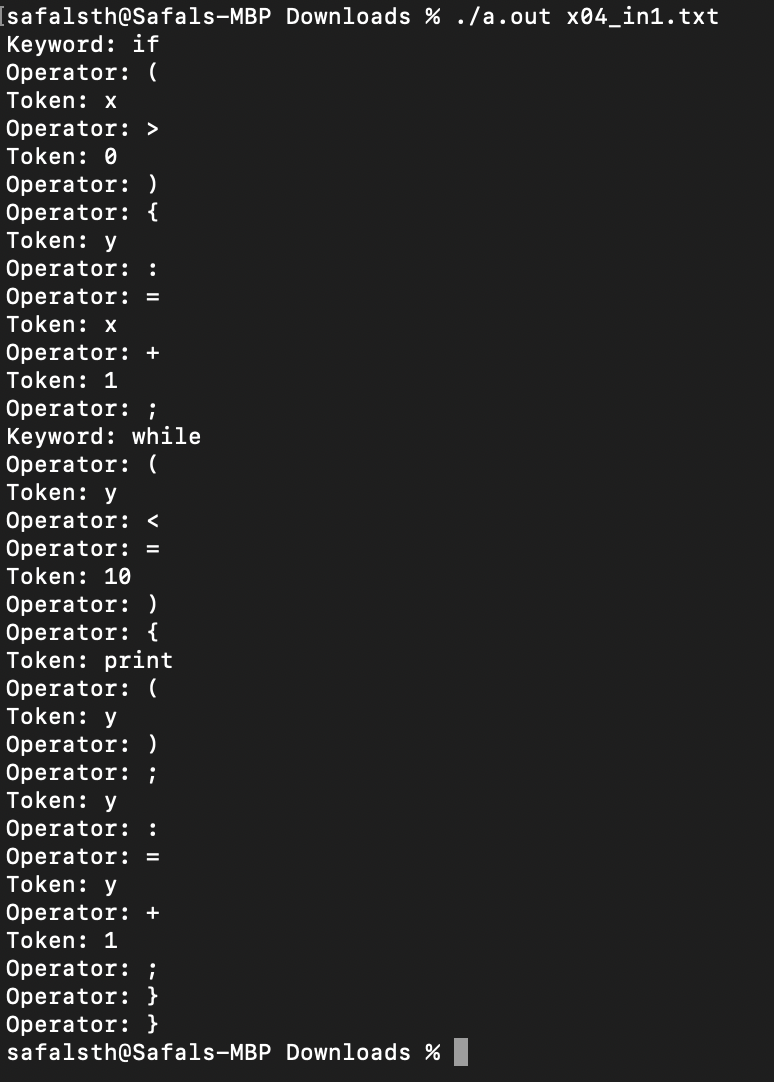 safalsth@Safals-MBP Downloads % ./a.out x04_in1.txt
Keyword: if
Operator: (
Token: x
Operator: >
Token: 0
Operator: )
Operator: {
Token: y
Operator: :
Operator: =
Token: x
Operator: +
Token: 1
Operator: ;
Keyword: while
Operator: (
Token: y
Operator: <
Operator: =
Token: 10
Operator: )
Operator: {
Token: print
Operator: (
Token: y
Operator: )
Operator: ;
Token: y
Operator: :
Operator: =
Token: y
Operator: +
Token: 1
Operator: ;
Operator: }
Operator: }
safalsth@Safals-MBP Downloads %